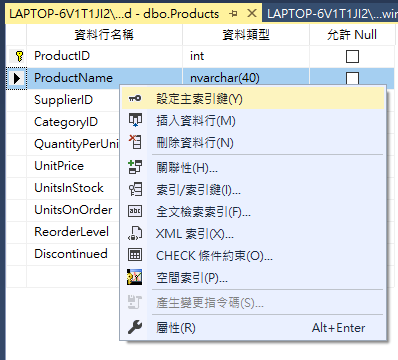 LAPTOP-6V1T1JI2\...d - dbo.Products
LAPTOP-6V1T1JI2\...win
資料行名稱 資料類型 允許 Null
ProductID int
ProductName nvarchar(40)
SupplierID
CategoryID
QuantityPerUni
UnitPrice
UnitsInStock
UnitsOnOrder
ReorderLevel
Discontinued
設定主索引鍵(Y)
插入資料行(M)
刪除資料行(N)
關聯性(H)...
索引/索引鍵(I)...
全文檢索索引(F)...
XML 索引(X)...
CHECK 條件約束(O)...
空間索引(P)...
產生變更指令碼(S)...
屬性(R) Alt+Enter